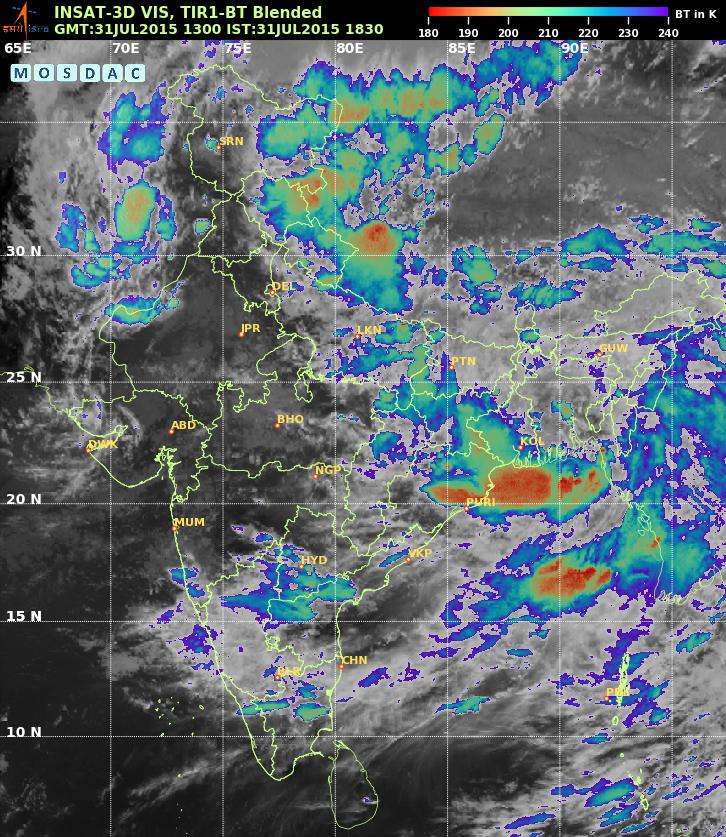 INSAT-3D VIS, TIR1-BT Blended
GMT:31JUL2015 1300 IST:31JUL2015 1830
BT in K
180 190 200 210 220 230 240
65E 70E 75E 80E 85E 90E
M O S D A C
SRN
30 N
DEL
JPR LKN
GUW
PTN
25 N
ABD BHO
DWK KOL
NGP
20 N PURI
MUM
VKP
HYD
15 N
CHN
BLR
10 N